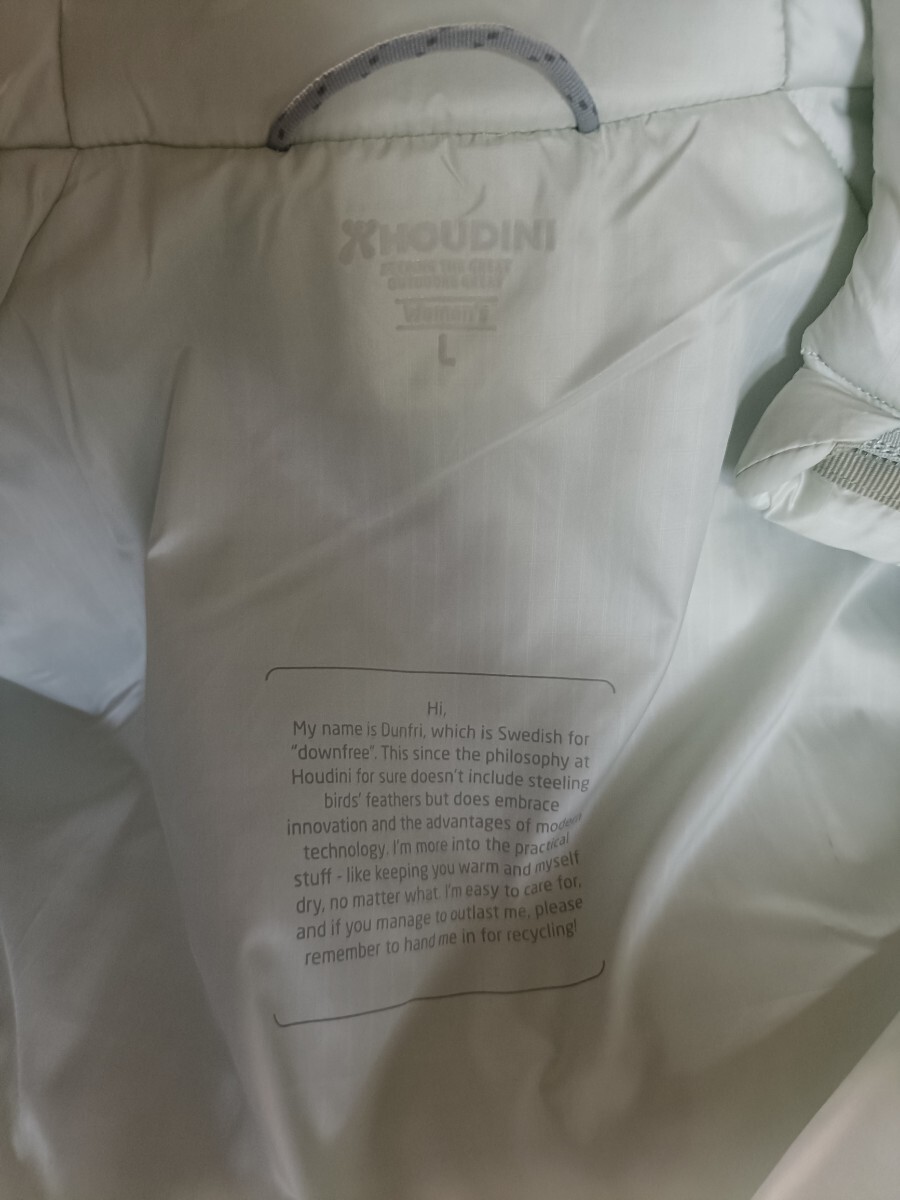 HOUDINI
Woman's
L
Hi,
My name is Dunfri, which is Swedish for
"downfree". This since the philosophy at
Houdini for sure doesn't include steeling
birds' feathers but does embrace
innovation and the advantages of modern
technology. I'm more into the practical
stuff - like keeping you warm and myself
dry, no matter what. I'm easy to care for,
and if you manage to outlast me, please
remember to hand me in for recycling!